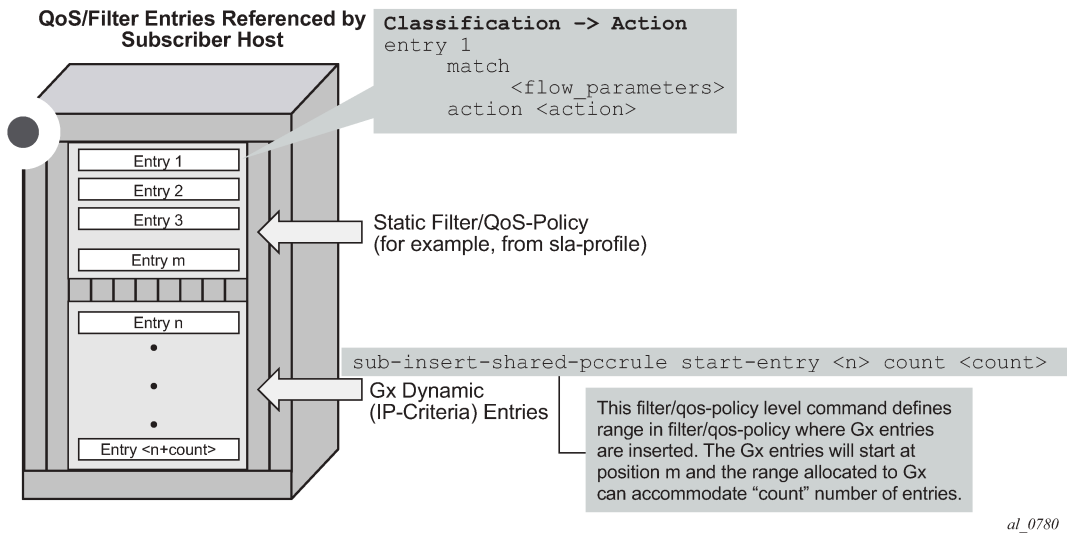 QoS/Filter Entries Referenced by
Subscriber Host
Classification –> Action
entry 1
match
<flow_parameters>
action <action>
Entry 1
Entry 2
Entry 3
Entry m
Static Filter/QoS-Policy
(for example, from sla-profile)
Entry n
sub-insert-shared-pccrule start-entry <n> count <count>
Gx Dynamic
(IP-Criteria) Entries
Entry <n+count>
This filter/qos-policy level command defines
range in filter/qos-policy where Gx entries
are inserted. The Gx entries will start at
position m and the range allocated to Gx
can accommodate “count” number of entries.
al_0780